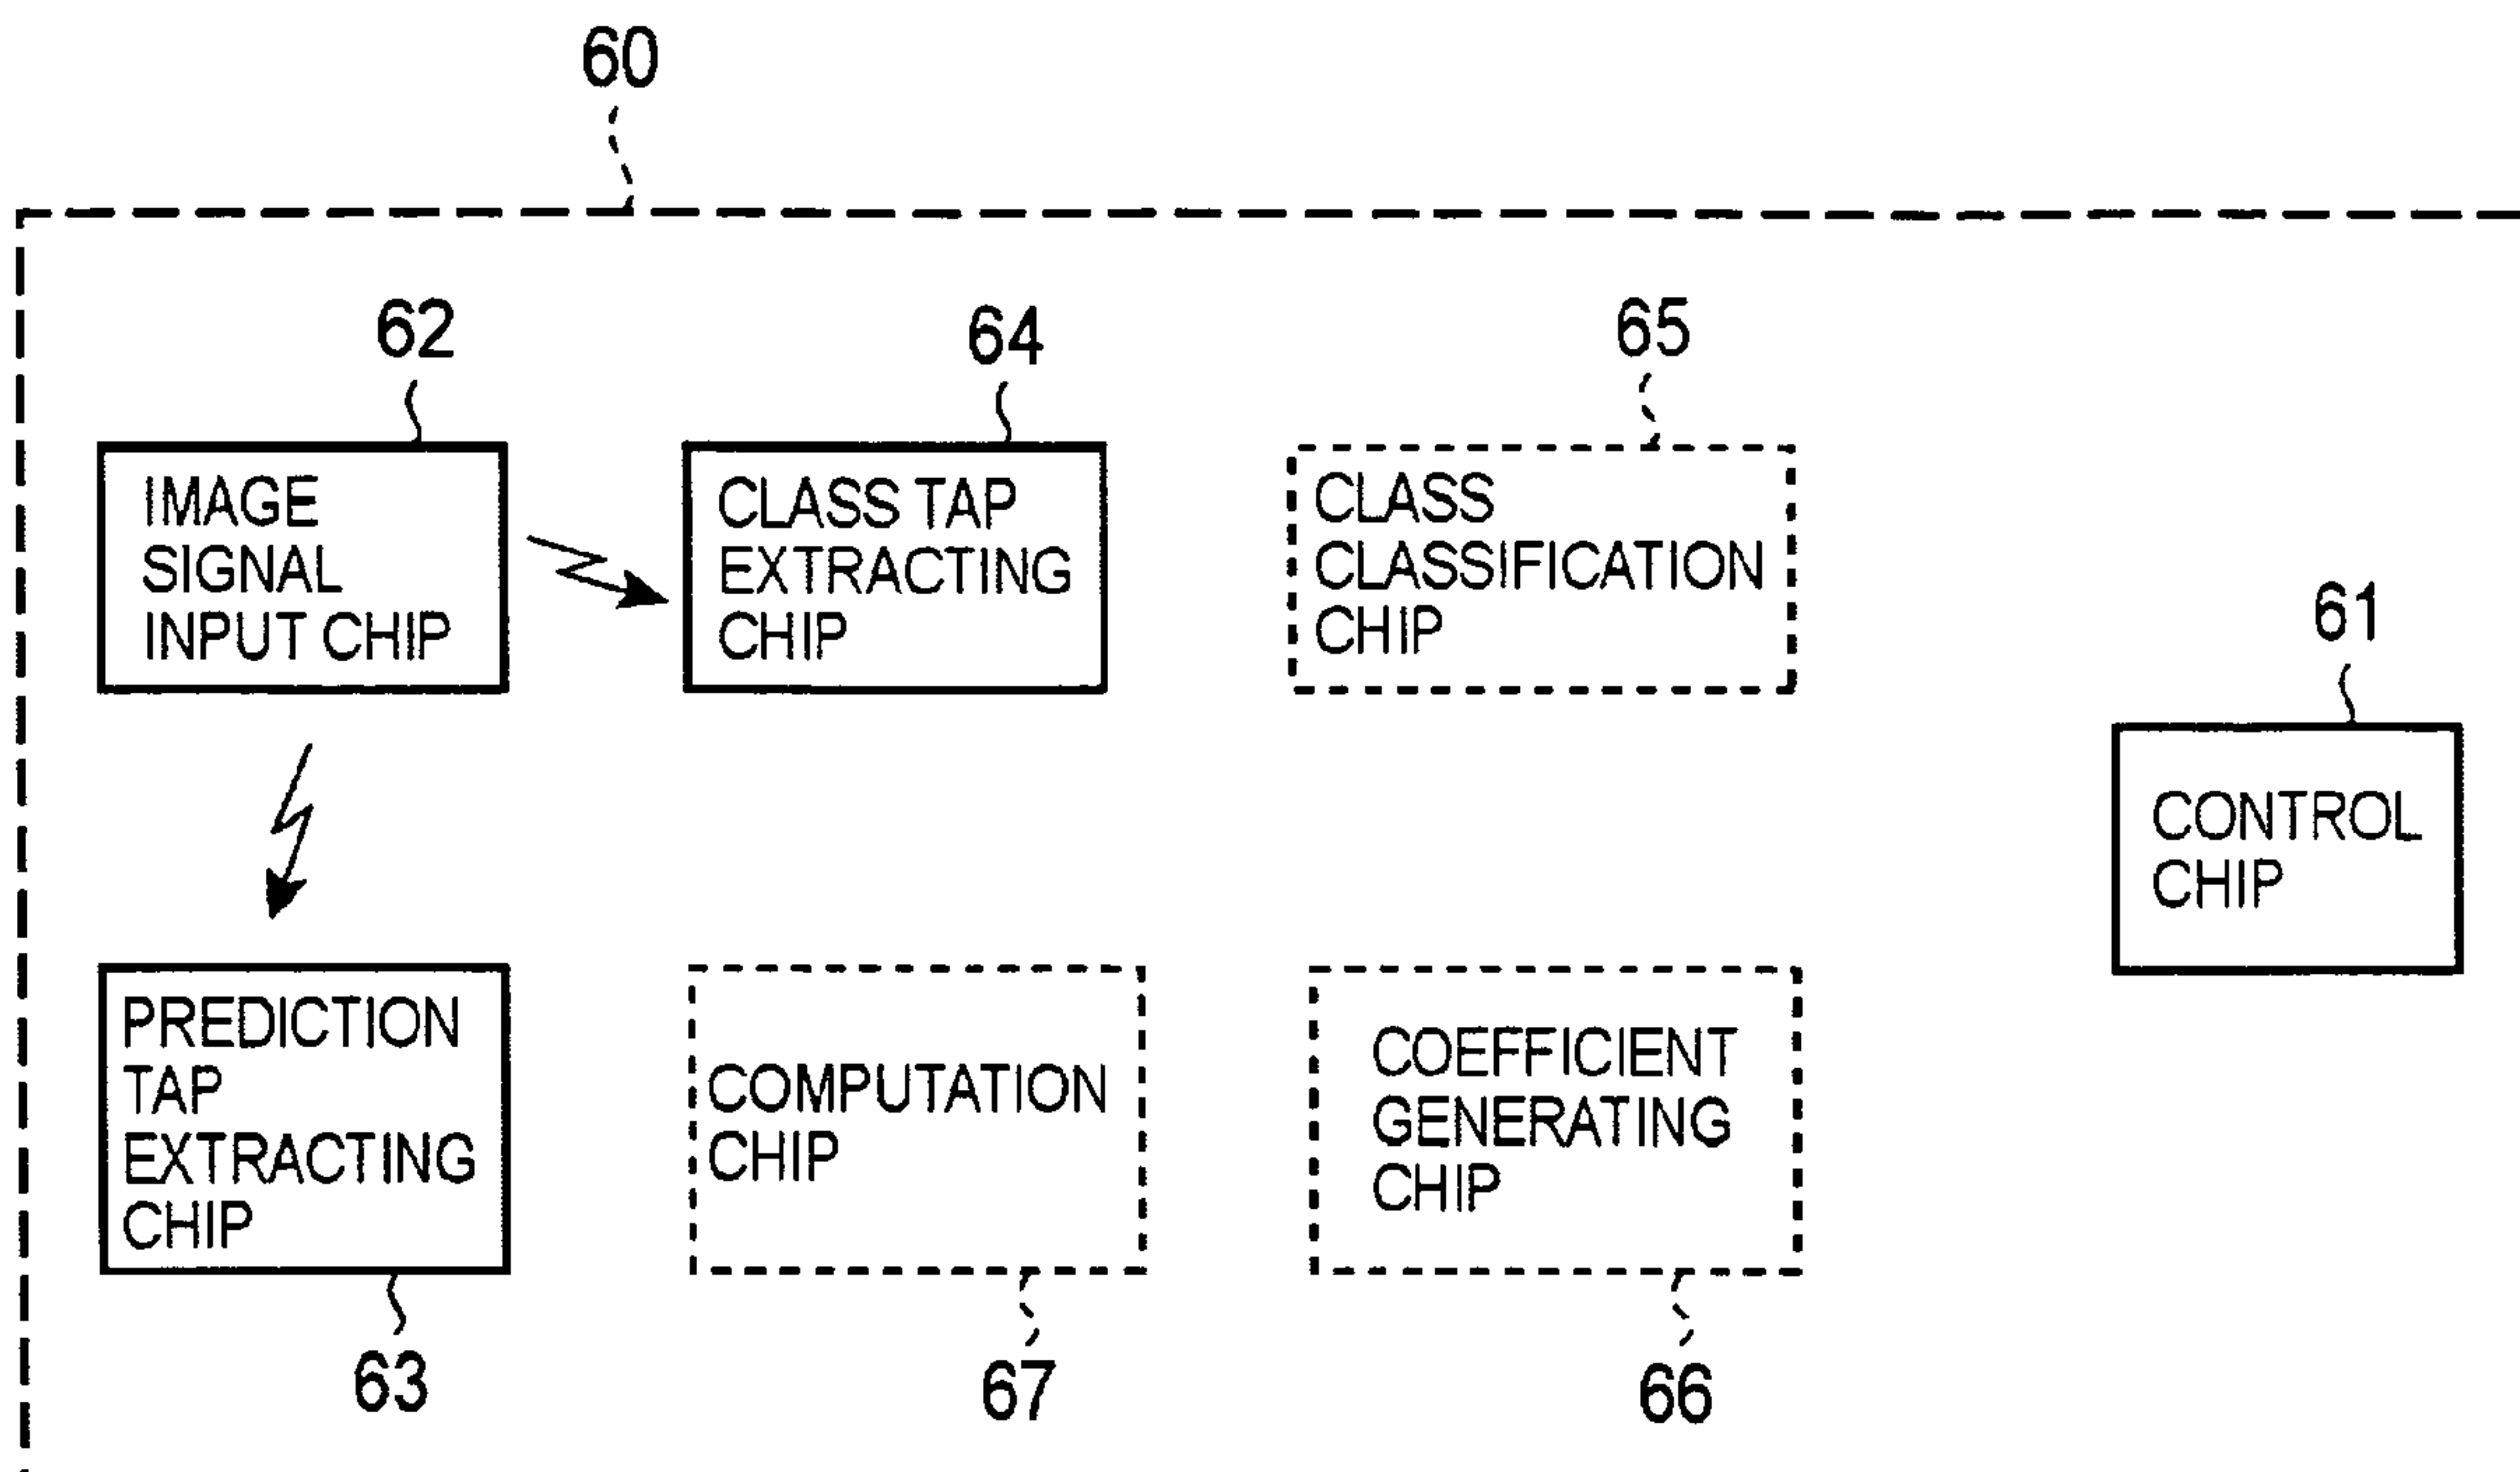 60
62
64
65
IMAGE
SIGNAL
INPUT CHIP
CLASS TAP
EXTRACTING
CHIP
CLASS
CLASSIFICATION
CHIP
61
CONTROL
CHIP
PREDICTION
TAP
EXTRACTING
CHIP
COMPUTATION
CHIP
COEFFICIENT
GENERATING
CHIP
63
67
66